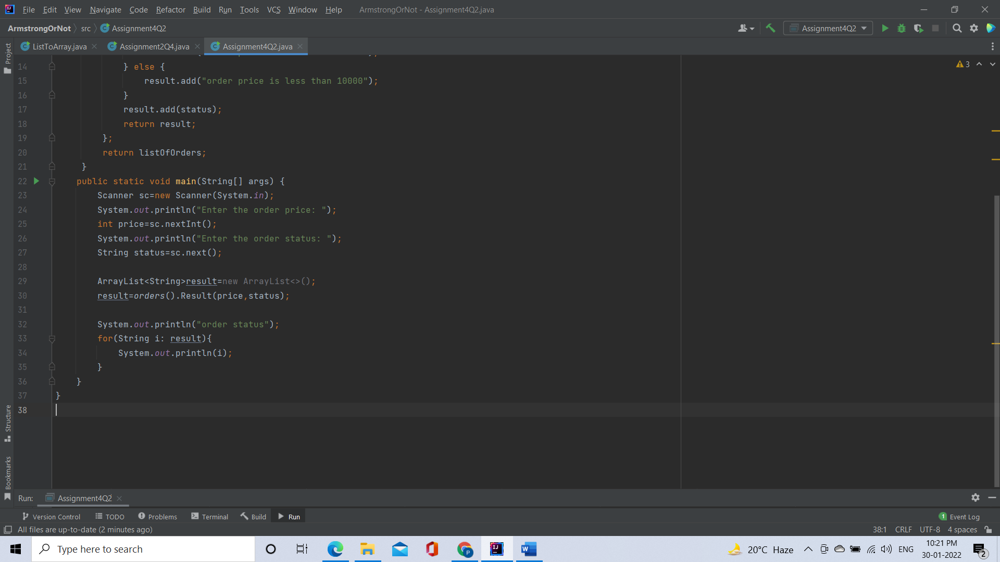 File Edit View Navigate Code Refactor Build Run Tools VCS Window Help ArmstrongOrNot - Assignment4Q2.java
ArmstrongOrNot src Assignment4Q2 Assignment4Q2
ListToArray.java Assignment2Q4.java Assignment4Q2.java
Project
3
14 } else {
15 result.add("order price is less than 10000");
16 }
17 result.add(status);
18 return result;
19 };
20 return listOfOrders;
21 }
22 public static void main(String[] args) {
23 Scanner sc=new Scanner(System.in);
24 System.out.println("Enter the order price: ");
25 int price=sc.nextInt();
26 System.out.println("Enter the order status: ");
27 String status=sc.next();
28
29 ArrayList<String>result=new ArrayList<>();
30 result=orders().Result(price,status);
31
32 System.out.println("order status");
33 for(String i: result){
34 System.out.println(i);
35 }
36 }
37 }
38
Structure
Bookmarks
Run: Assignment4Q2
Version Control TODO Problems Terminal Build Run 1 Event Log
All files are up-to-date (2 minutes ago) 38:1 CRLF UTF-8 4 spaces
Type here to search 20°C Haze ENG 10:21 PM
30-01-2022 2